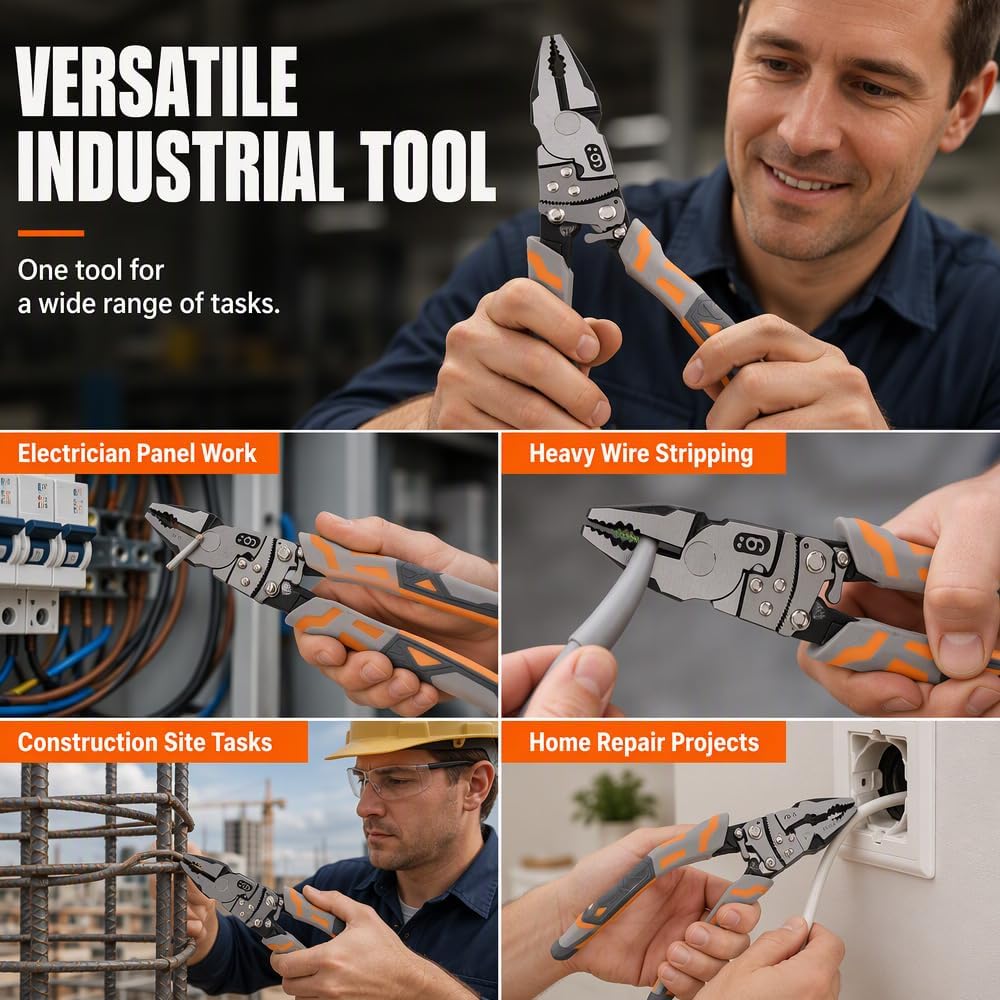 VERSATILE
INDUSTRIAL TOOL
One tool for
a wide range of tasks.
Electrician Panel Work
Heavy Wire Stripping
Construction Site Tasks
Home Repair Projects